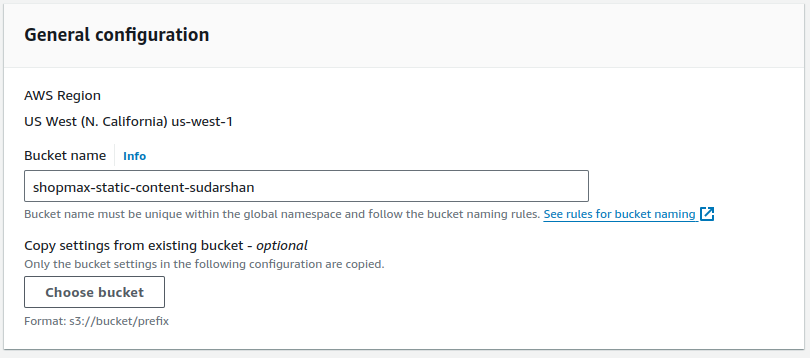 General configuration
AWS Region
US West (N. California) us-west-1
Bucket name Info
shopmax-static-content-sudarshan
Bucket name must be unique within the global namespace and follow the bucket naming rules. See rules for bucket naming
Copy settings from existing bucket - optional
Only the bucket settings in the following configuration are copied.
Choose bucket
Format: s3://bucket/prefix